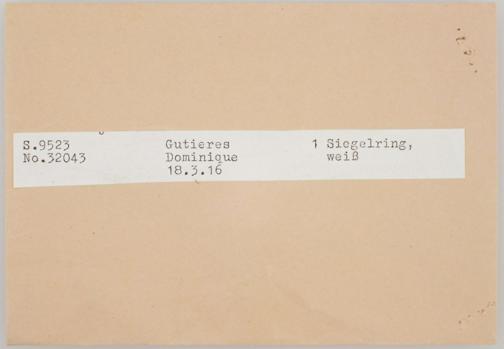 S.9523 Gutieres 1 Siegelring,
No.32043 Dominique weiß
18.3.16